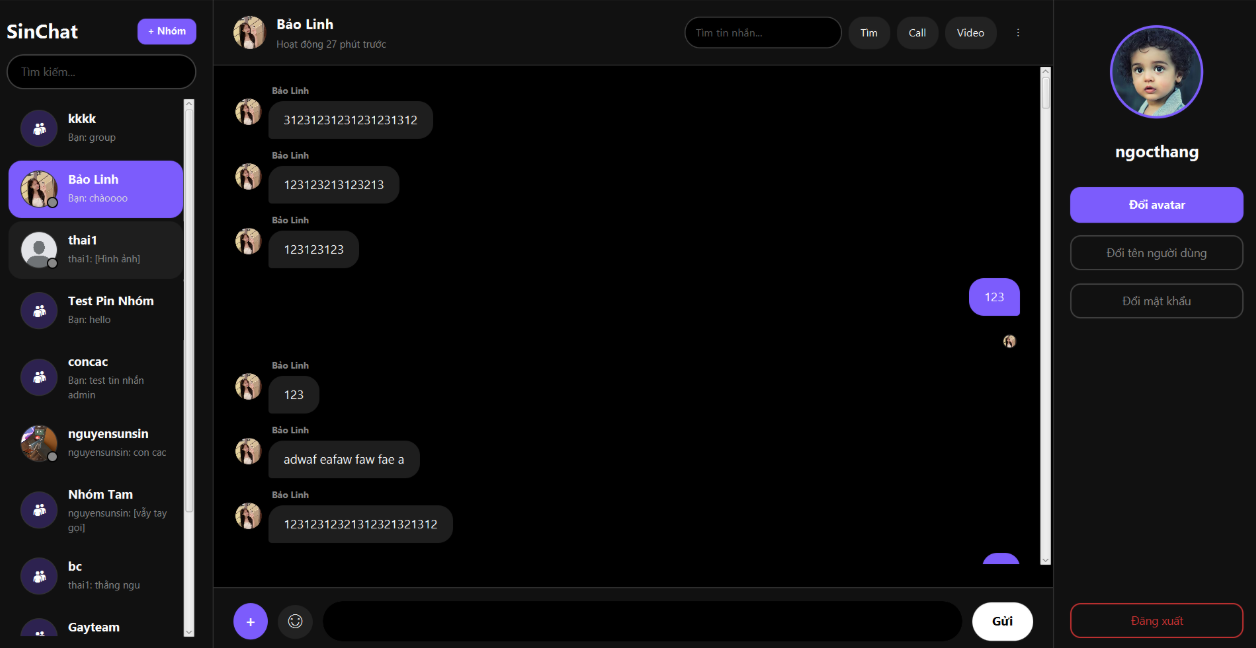 SinChat
+ Nhóm
Tìm kiếm...
kkkk
Bạn: group
Bảo Linh
Bạn: chàoooo
thai1
thai1: [Hình ảnh]
Test Pin Nhóm
Bạn: hello
concac
Bạn: test tin nhắn
admin
nguyensunsin
nguyensunsin: con cac
Nhóm Tam
nguyensunsin: [vẫy tay
gọi]
bc
thai1: thằng ngu
Gayteam
Bảo Linh
Hoạt động 27 phút trước
Tìm tin nhắn...
Tìm
Call
Video
Bảo Linh
31231231231231231312
Bảo Linh
123123213123213
Bảo Linh
123123123
123
Bảo Linh
123
Bảo Linh
adwaf eafaw faw fae a
Bảo Linh
12312312321312321321312
+
Gửi
ngocthang
Đổi avatar
Đổi tên người dùng
Đổi mật khẩu
Đăng xuất